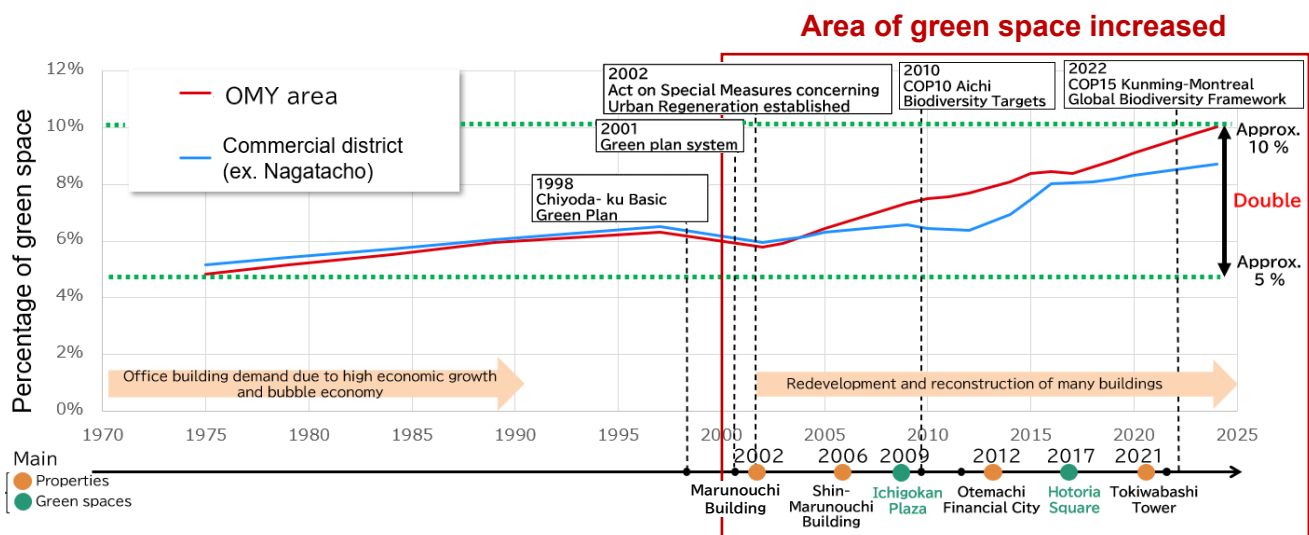 Area of green space increased
12%
10%
8%
6%
4%
2%
0%
Percentage of green space
OMY area
Commercial district
(ex. Nagatacho)
1998
Chiyoda- ku Basic
Green Plan
2001
Green plan system
2002
Act on Special Measures concerning
Urban Regeneration established
2010
COP10 Aichi
Biodiversity Targets
2022
COP15 Kunming-Montreal
Global Biodiversity Framework
Approx.
10 %
Double
Approx.
5 %
Office building demand due to high economic growth
and bubble economy
Redevelopment and reconstruction of many buildings
1970 1975 1980 1985 1990 1995 2000 2005 2010 2015 2020 2025
Main
Properties
Green spaces
2002
Marunouchi
Building
2006
Shin-
Marunouchi
Building
2009
Ichigokan
Plaza
2012
Otemachi
Financial City
2017
Hotoria
Square
2021
Tokiwabashi
Tower